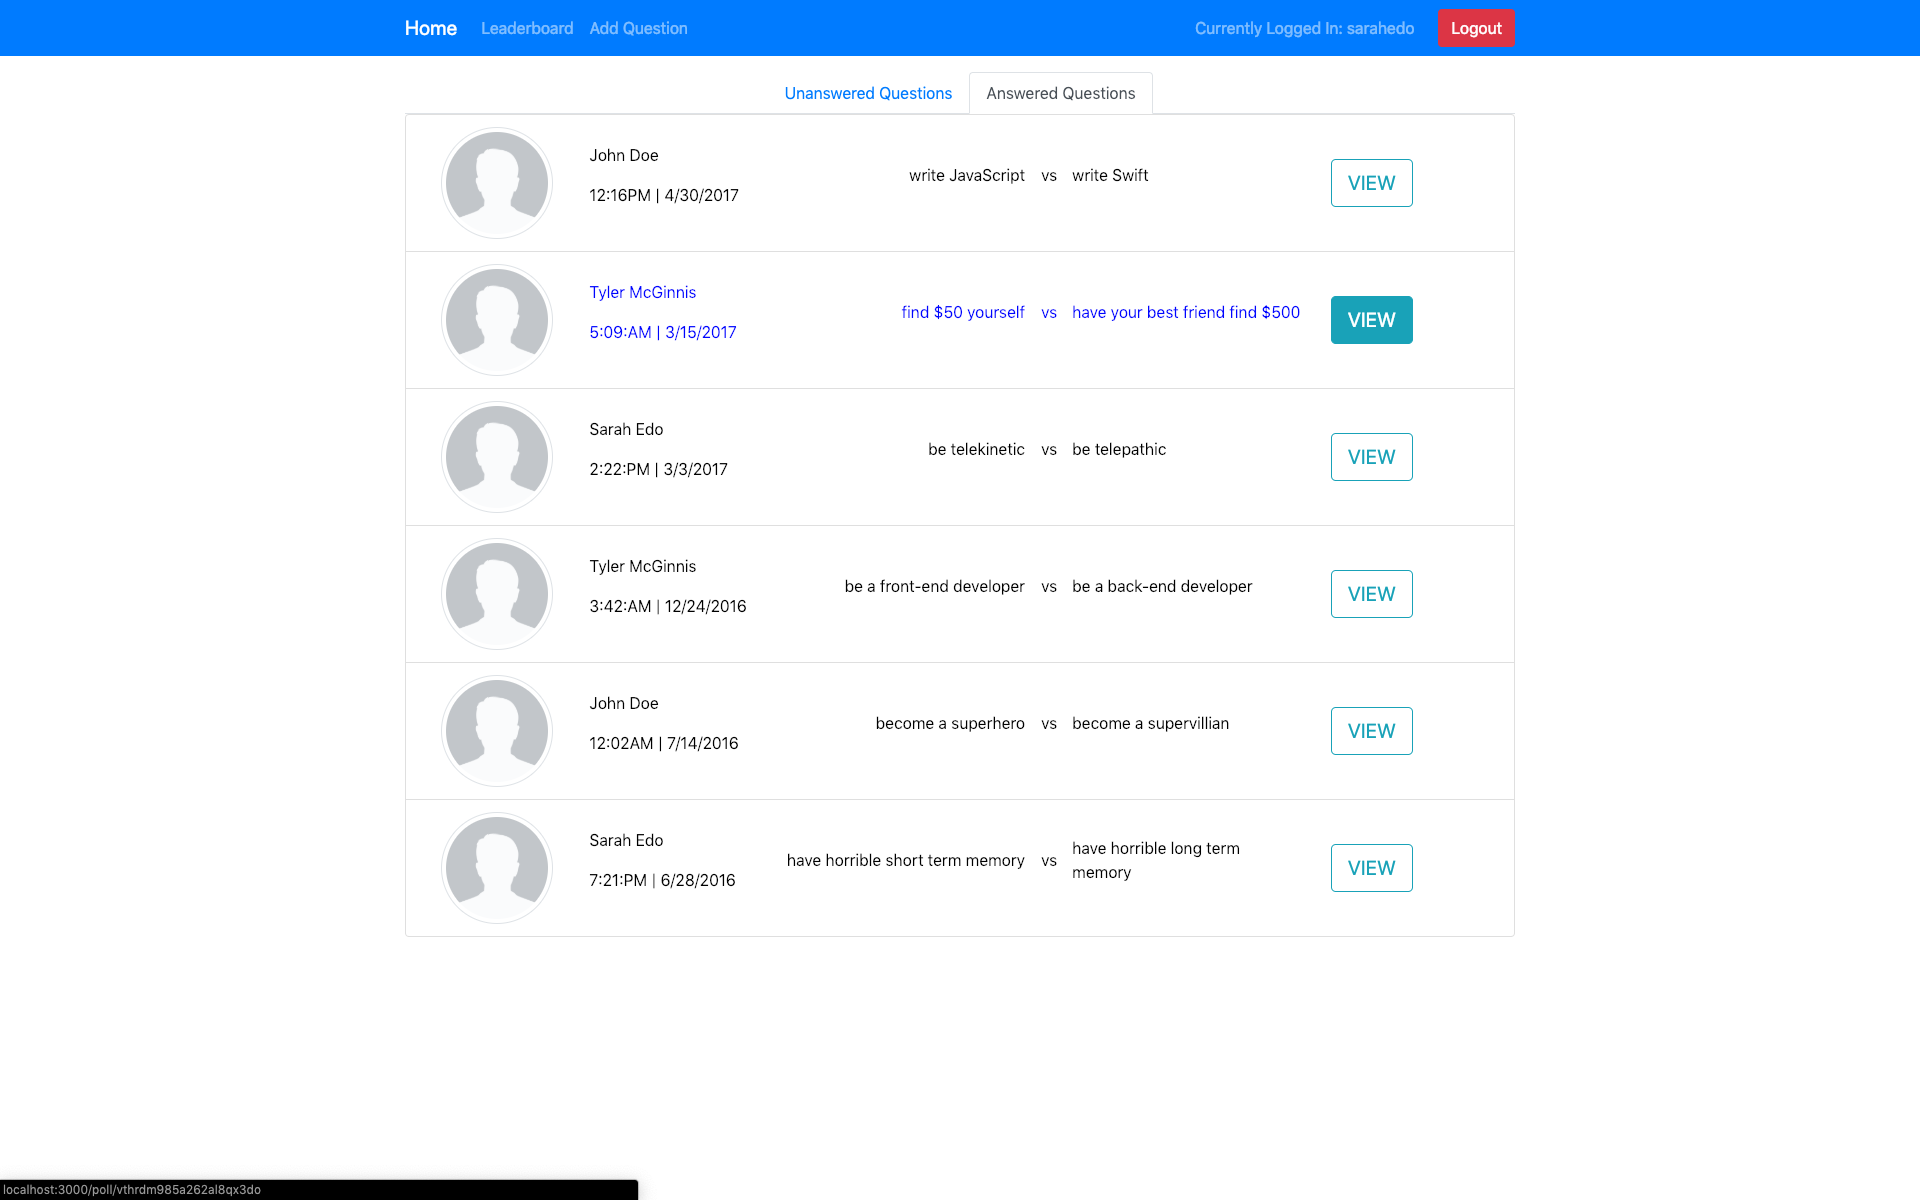 Home Leaderboard Add Question Currently Logged In: sarahedo Logout
Unanswered Questions Answered Questions
John Doe
12:16PM | 4/30/2017
write JavaScript vs write Swift
VIEW
Tyler McGinnis
5:09:AM | 3/15/2017
find $50 yourself vs have your best friend find $500
VIEW
Sarah Edo
2:22:PM | 3/3/2017
be telekinetic vs be telepathic
VIEW
Tyler McGinnis
3:42:AM | 12/24/2016
be a front-end developer vs be a back-end developer
VIEW
John Doe
12:02AM | 7/14/2016
become a superhero vs become a supervillian
VIEW
Sarah Edo
7:21:PM | 6/28/2016
have horrible short term memory vs have horrible long term
memory
VIEW
localhost:3000/poll/vthrdm985a262al8qx3do